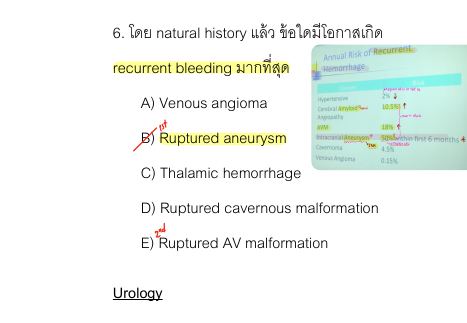 6. โดย natural history แล้ว ข้อใดมีโอกาสเกิด
recurrent bleeding มากที่สุด
A) Venous angioma
1st
B) Ruptured aneurysm
C) Thalamic hemorrhage
D) Ruptured cavernous malformation
2nd
E) Ruptured AV malformation
Urology
Annual Risk of Recurrent
Hemorrhage
Hypertensive 2%
Cerebral Amyloid 10.5%
Angiopathy
AVM 18%
Intracranial Aneurysm 50% within first 6 months
Cavernoma 4.5%
Venous Angioma 0.15%